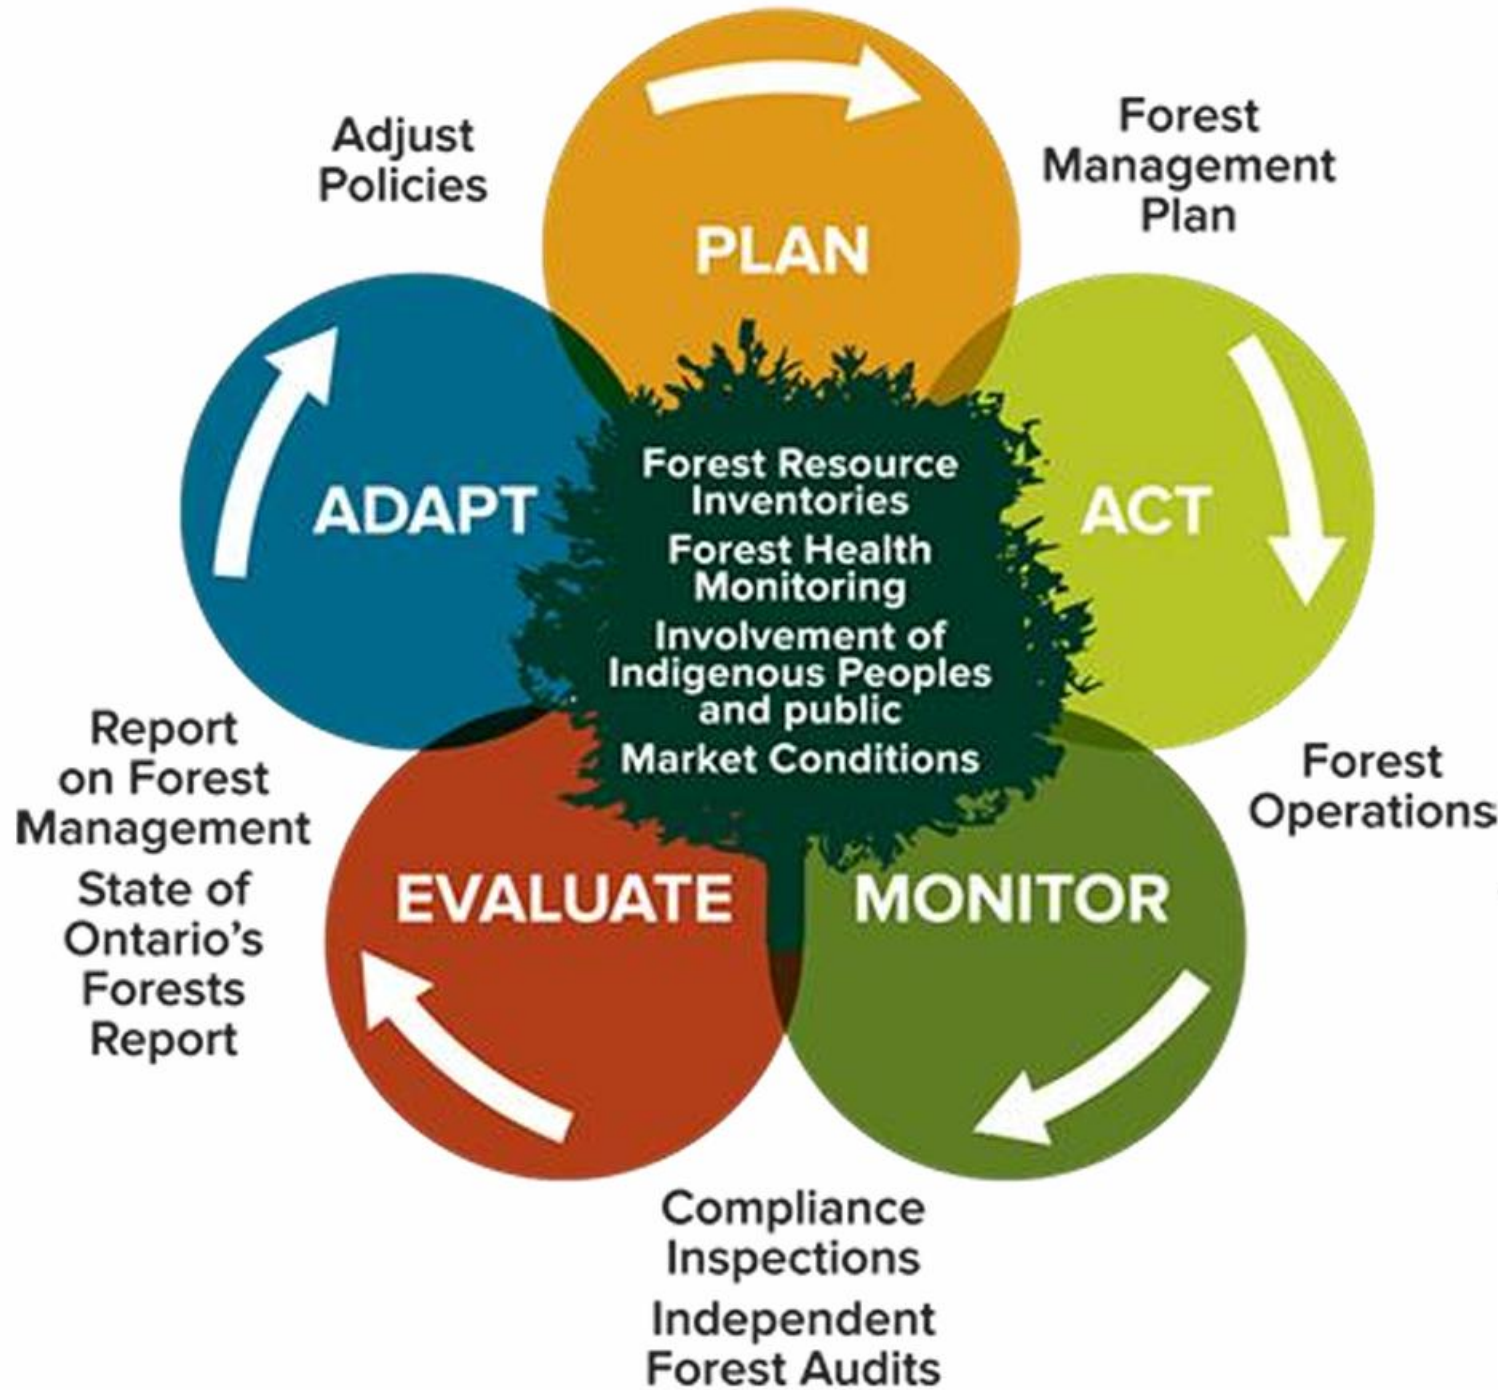 PLAN
Forest
Management
Plan
ACT
Forest
Operations
MONITOR
Compliance
Inspections
Independent
Forest Audits
EVALUATE
Report
on Forest
Management
State of
Ontario’s
Forests
Report
ADAPT
Adjust
Policies
Forest Resource
Inventories
Forest Health
Monitoring
Involvement of
Indigenous Peoples
and public
Market Conditions